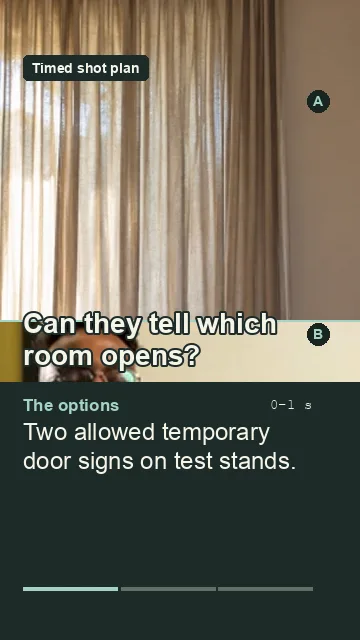 Timed shot plan
A
Can they tell which
room opens?
B
The options
0–1 s
Two allowed temporary
door signs on test stands.